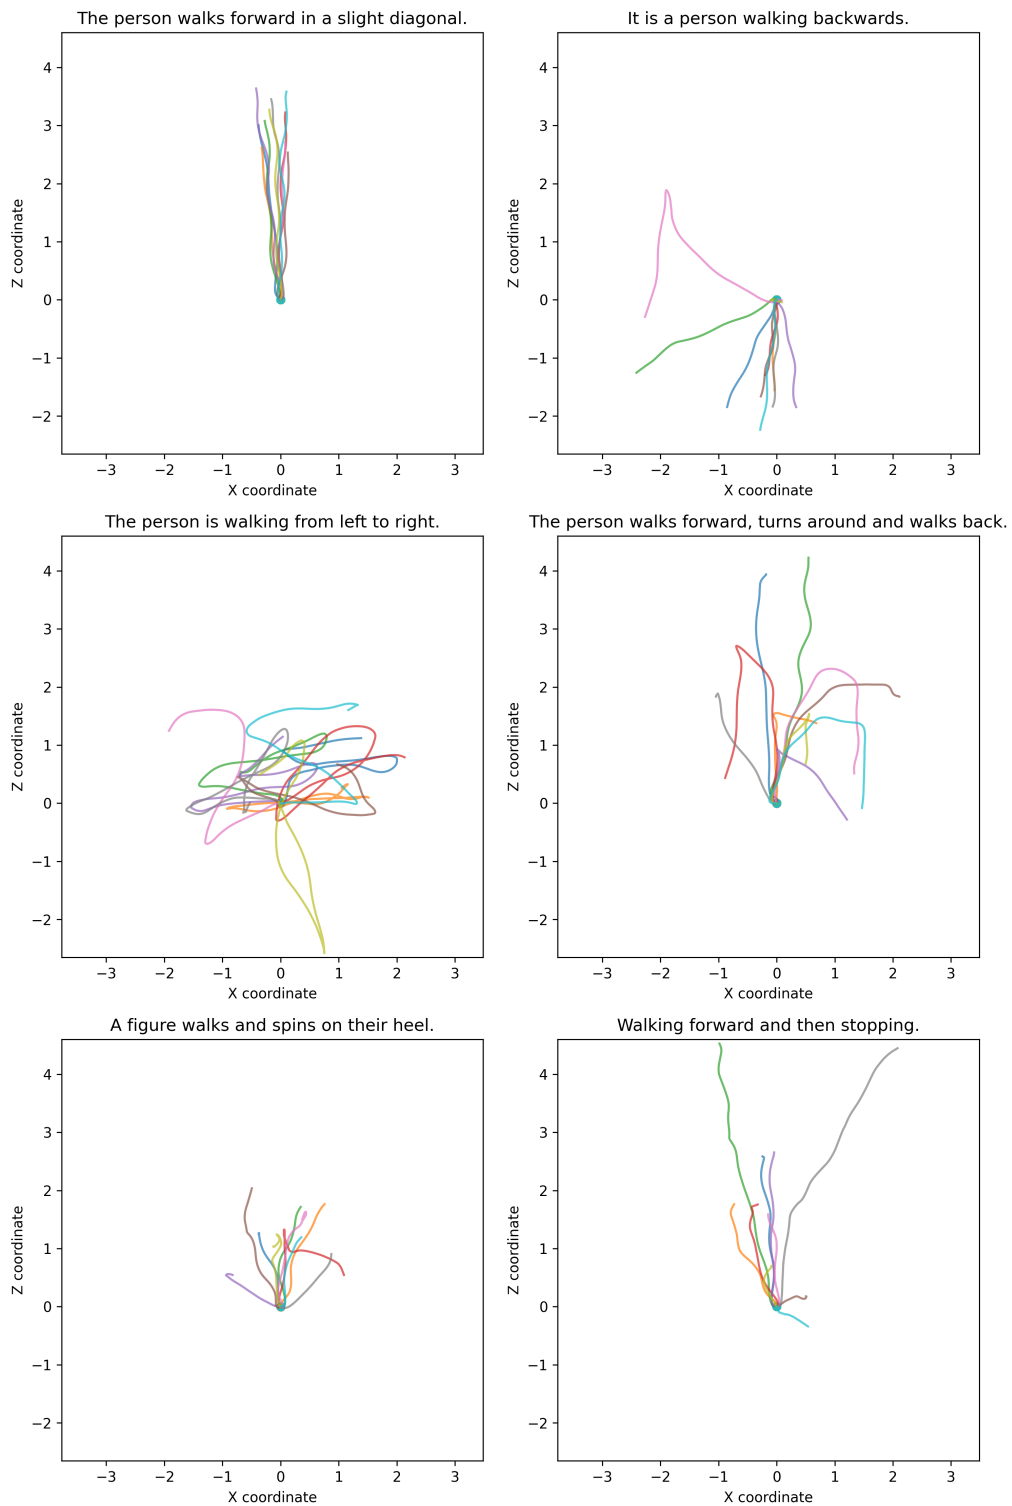 The person walks forward in a slight diagonal.
4
3
2
1
0
−1
−2
Z coordinate
−3 −2 −1 0 1 2 3
X coordinate
It is a person walking backwards.
4
3
2
1
0
−1
−2
Z coordinate
−3 −2 −1 0 1 2 3
X coordinate
The person is walking from left to right.
4
3
2
1
0
−1
−2
Z coordinate
−3 −2 −1 0 1 2 3
X coordinate
The person walks forward, turns around and walks back.
4
3
2
1
0
−1
−2
Z coordinate
−3 −2 −1 0 1 2 3
X coordinate
A figure walks and spins on their heel.
4
3
2
1
0
−1
−2
Z coordinate
−3 −2 −1 0 1 2 3
X coordinate
Walking forward and then stopping.
4
3
2
1
0
−1
−2
Z coordinate
−3 −2 −1 0 1 2 3
X coordinate